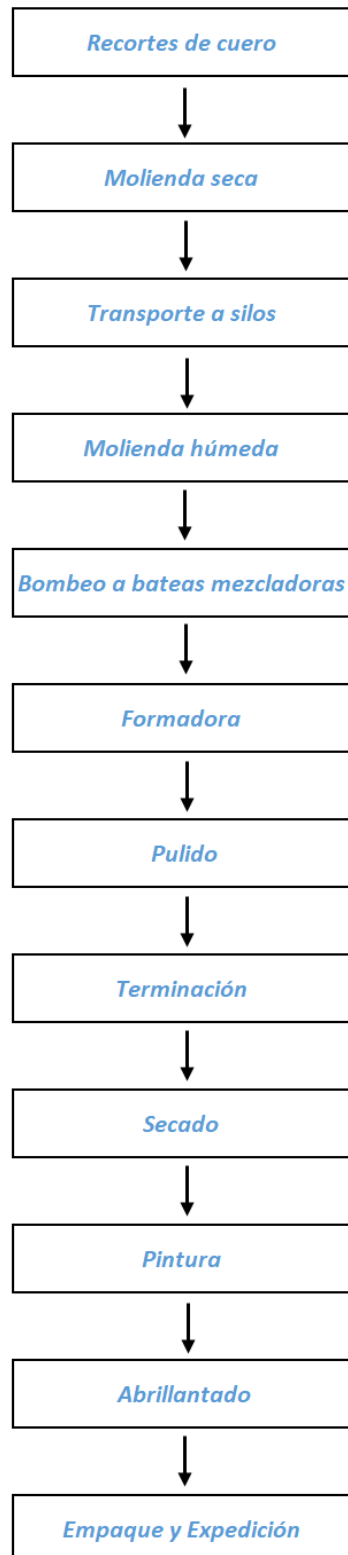 Recortes de cuero
Molienda seca
Transporte a silos
Molienda húmeda
Bombeo a bateas mezcladoras
Formadora
Pulido
Terminación
Secado
Pintura
Abrillantado
Empaque y Expedición